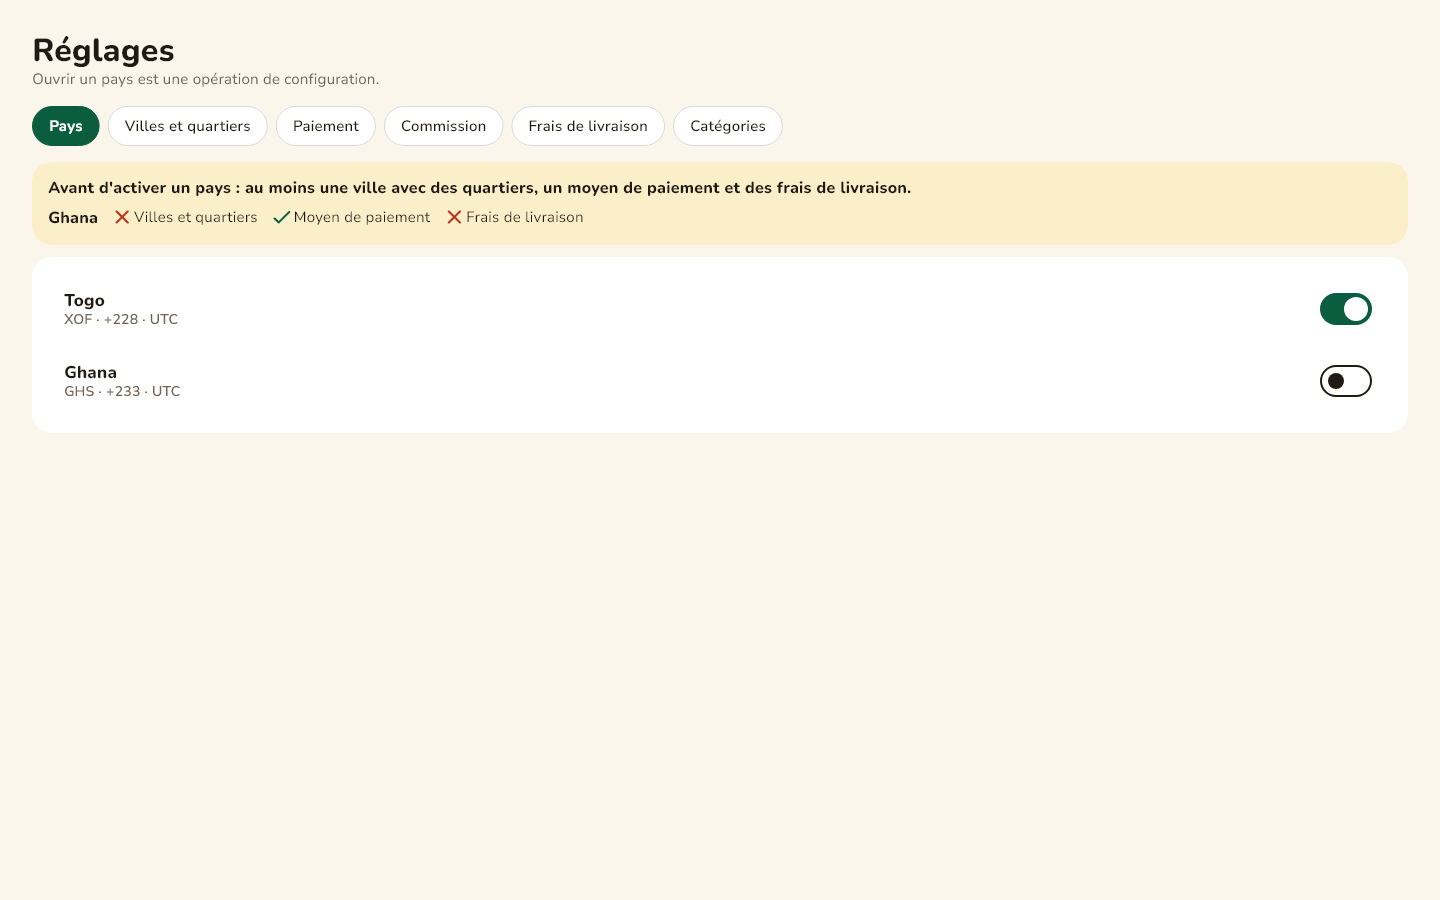 Réglages
Ouvrir un pays est une opération de configuration.
Pays Villes et quartiers Paiement Commission Frais de livraison Catégories
Avant d'activer un pays : au moins une ville avec des quartiers, un moyen de paiement et des frais de livraison.
Ghana Villes et quartiers Moyen de paiement Frais de livraison
Togo
XOF · +228 · UTC
Ghana
GHS · +233 · UTC